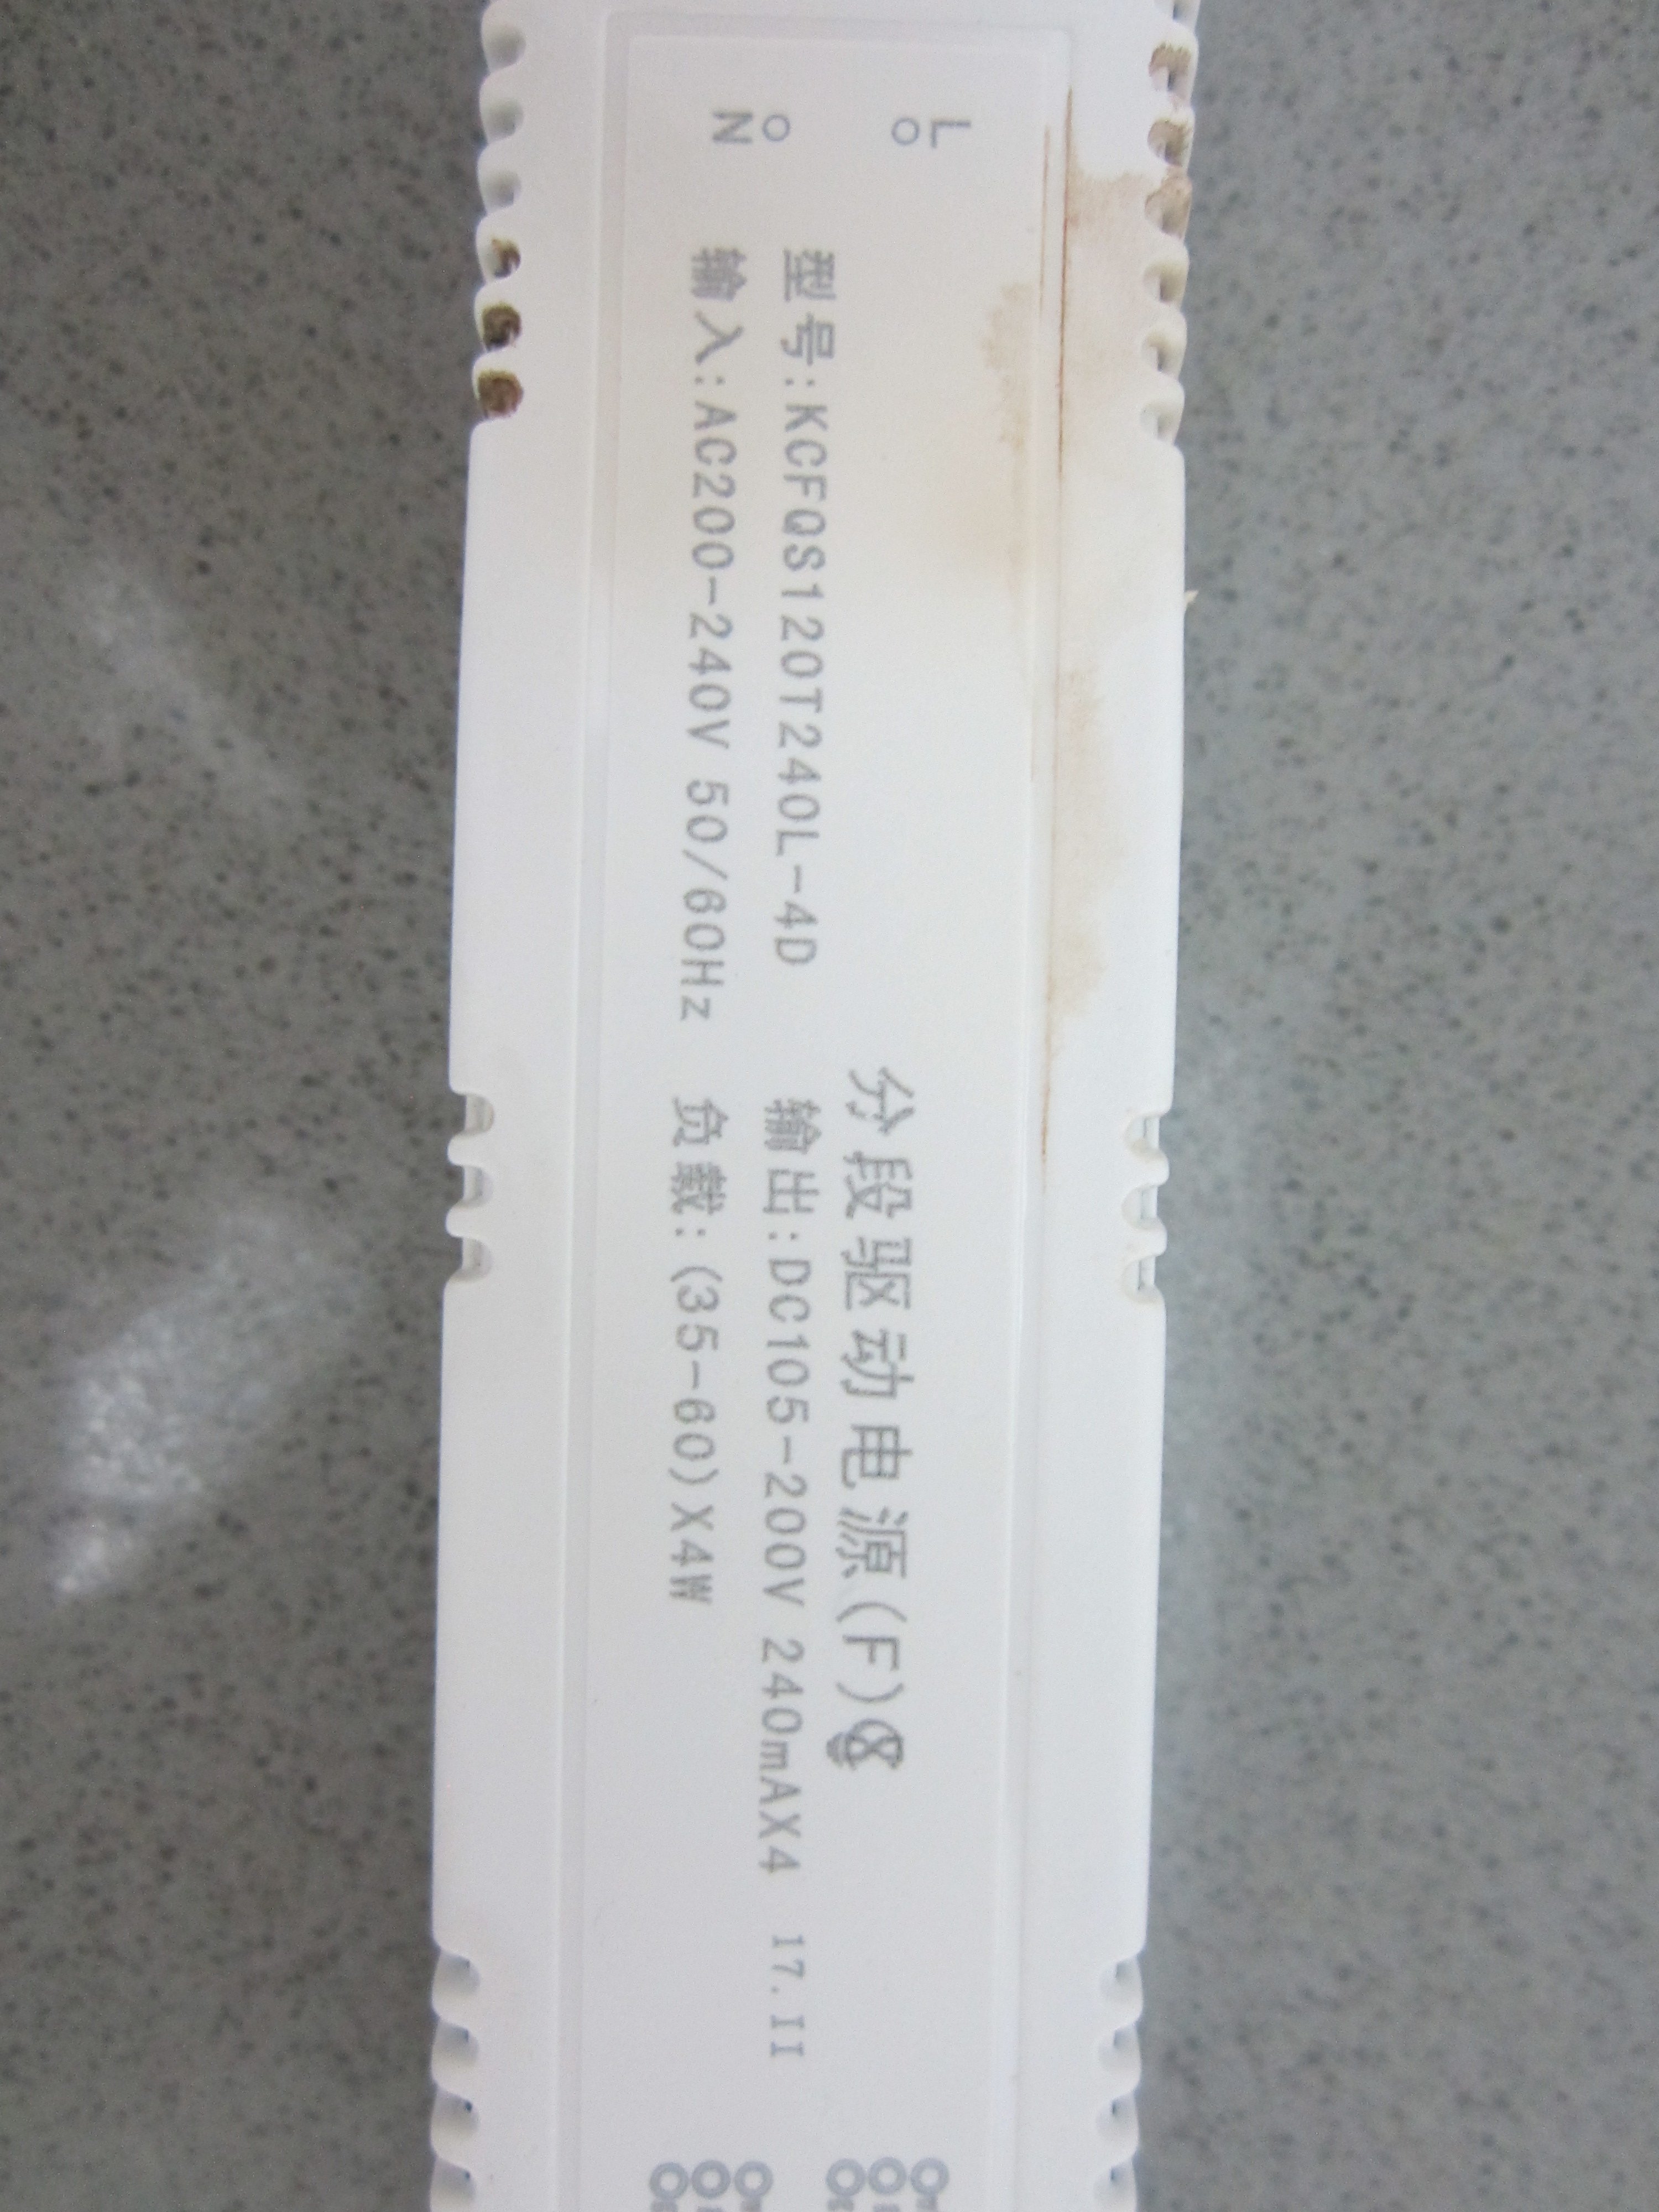 分段驱动电源(F)
L
N
型号:KCFQS120T240L-4D
输出:DC105-200V 240mAX4
17.II
输入:AC200-240V 50/60Hz
负载:(35-60)X4W